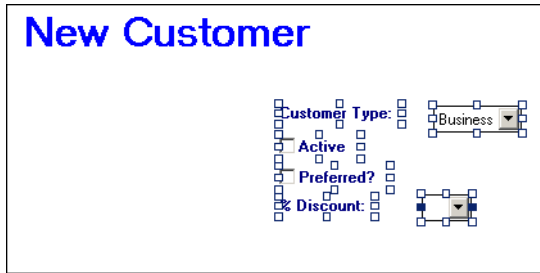 New Customer
Customer Type: Business
Active
Preferred?
% Discount: